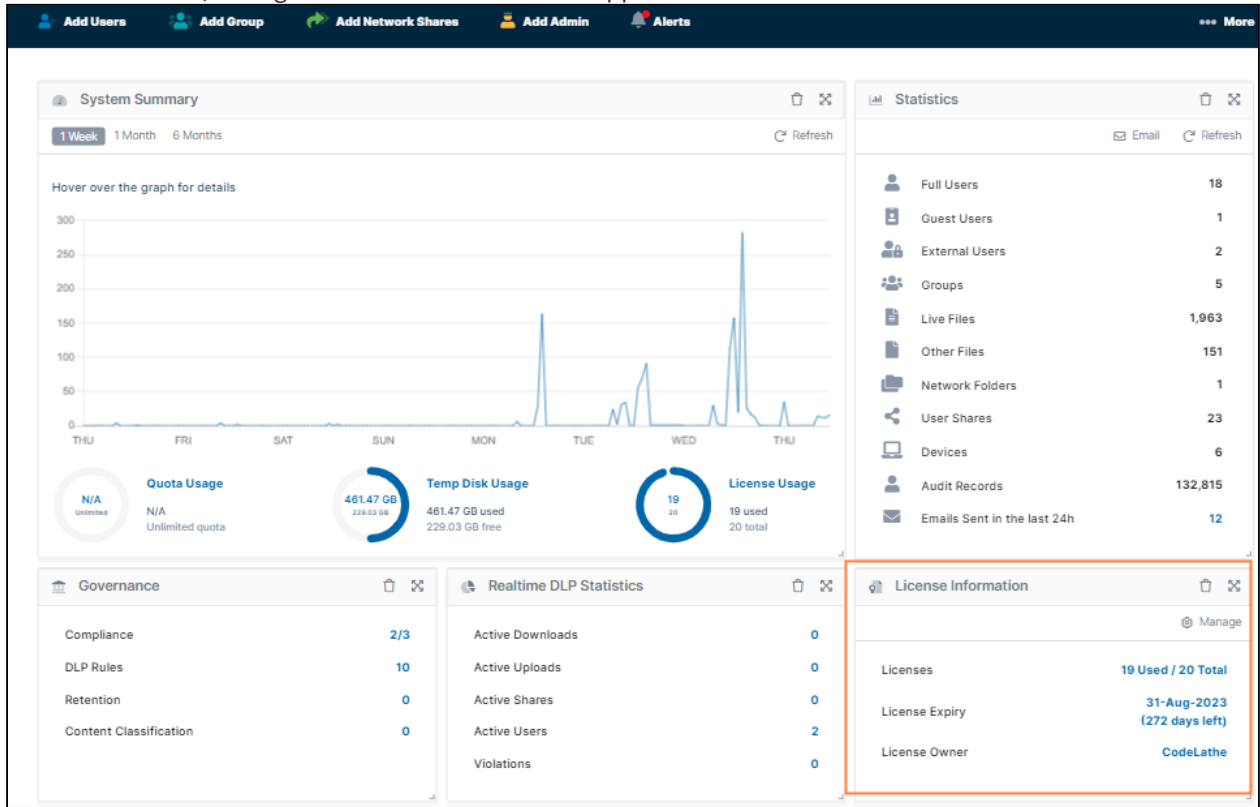 Add Users Add Group Add Network Shares Add Admin Alerts More
System Summary
1 Week 1 Month 6 Months Refresh
Hover over the graph for details
300
250
200
150
100
50
0
THU FRI SAT SUN MON TUE WED THU
N/A
Unlimited
Quota Usage
N/A
Unlimited quota
461.47 GB
229.03 GB
Temp Disk Usage
461.47 GB used
229.03 GB free
19
20
License Usage
19 used
20 total
Statistics
Email Refresh
Full Users 18
Guest Users 1
External Users 2
Groups 5
Live Files 1,963
Other Files 151
Network Folders 1
User Shares 23
Devices 6
Audit Records 132,815
Emails Sent in the last 24h 12
Governance
Compliance 2/3
DLP Rules 10
Retention 0
Content Classification 0
Realtime DLP Statistics
Active Downloads 0
Active Uploads 0
Active Shares 0
Active Users 2
Violations 0
License Information
Manage
Licenses 19 Used / 20 Total
License Expiry 31-Aug-2023
(272 days left)
License Owner CodeLathe